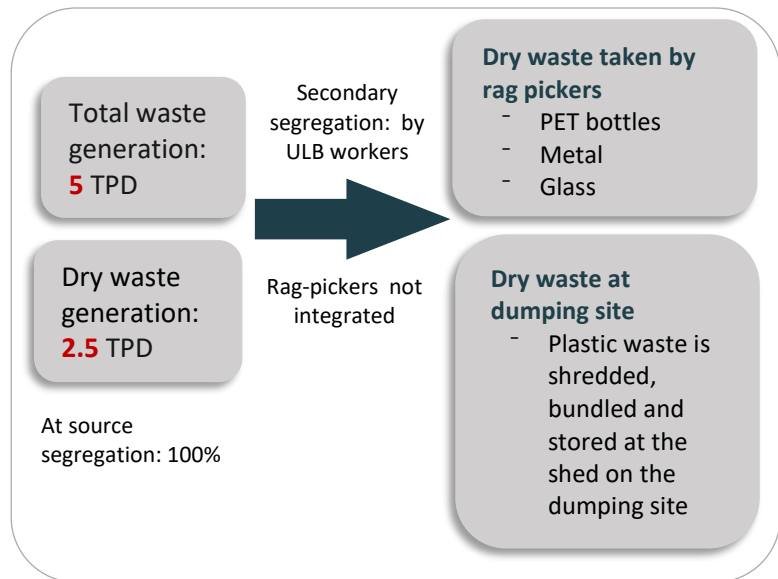 Total waste
generation:
5 TPD
Dry waste
generation:
2.5 TPD
At source
segregation: 100%
Secondary
segregation: by
ULB workers
Rag-pickers not
integrated
Dry waste taken by
rag pickers
- PET bottles
- Metal
- Glass
Dry waste at
dumping site
- Plastic waste is
shredded,
bundled and
stored at the
shed on the
dumping site